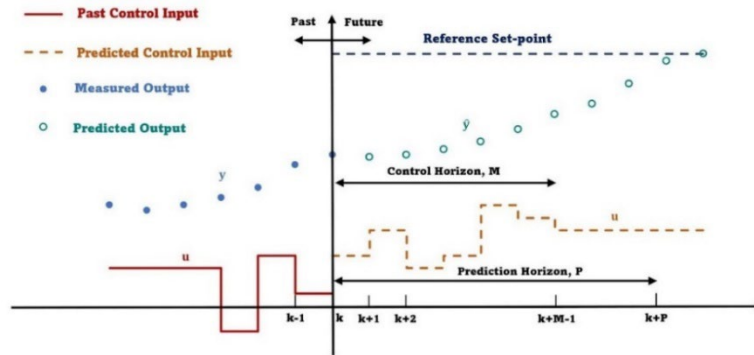 Past Control Input
Past Future
Predicted Control Input
Reference Set-point
Measured Output
Predicted Output
ŷ
y
Control Horizon, M
u
u
Prediction Horizon, P
k-1 k k+1 k+2 k+M-1 k+P